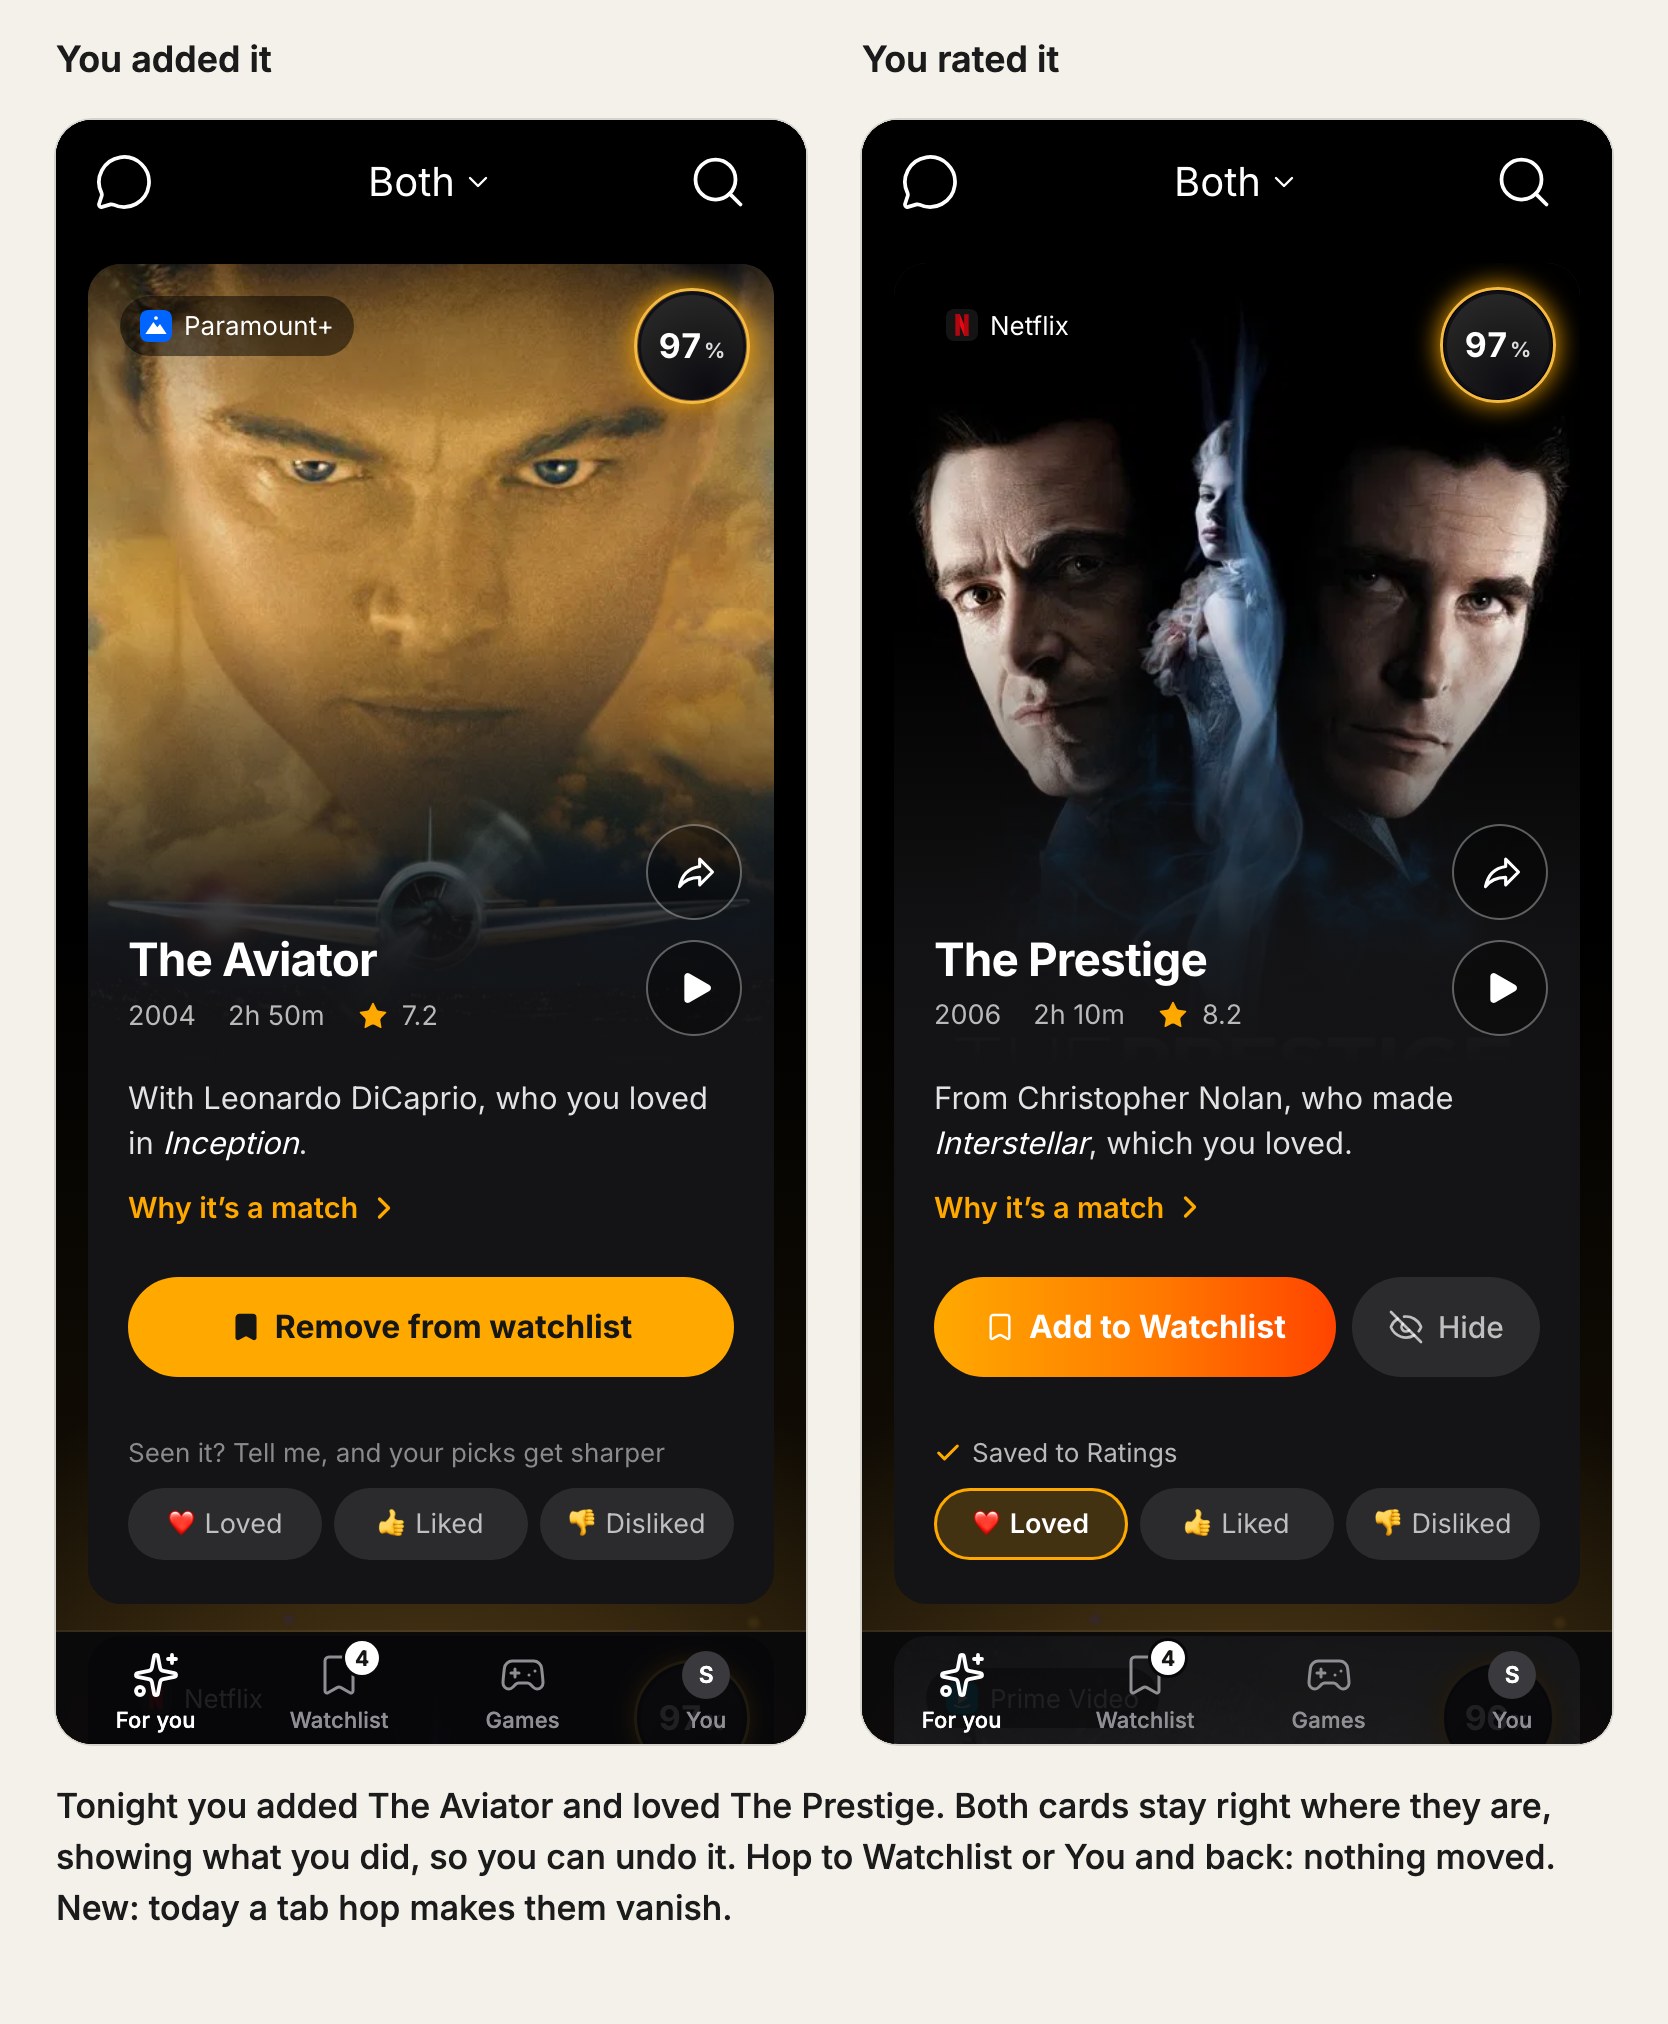 You added it
You rated it
Both
Paramount+
97%
The Aviator
2004 2h 50m 7.2
With Leonardo DiCaprio, who you loved
in Inception.
Why it’s a match
Remove from watchlist
Seen it? Tell me, and your picks get sharper
Loved
Liked
Disliked
Netflix
97
4
S
For you
Watchlist
Games
You
Both
Netflix
97%
The Prestige
2006 2h 10m 8.2
From Christopher Nolan, who made
Interstellar, which you loved.
Why it’s a match
Add to Watchlist
Hide
Saved to Ratings
Loved
Liked
Disliked
Prime Video
4
S
For you
Watchlist
Games
You
Tonight you added The Aviator and loved The Prestige. Both cards stay right where they are,
showing what you did, so you can undo it. Hop to Watchlist or You and back: nothing moved.
New: today a tab hop makes them vanish.